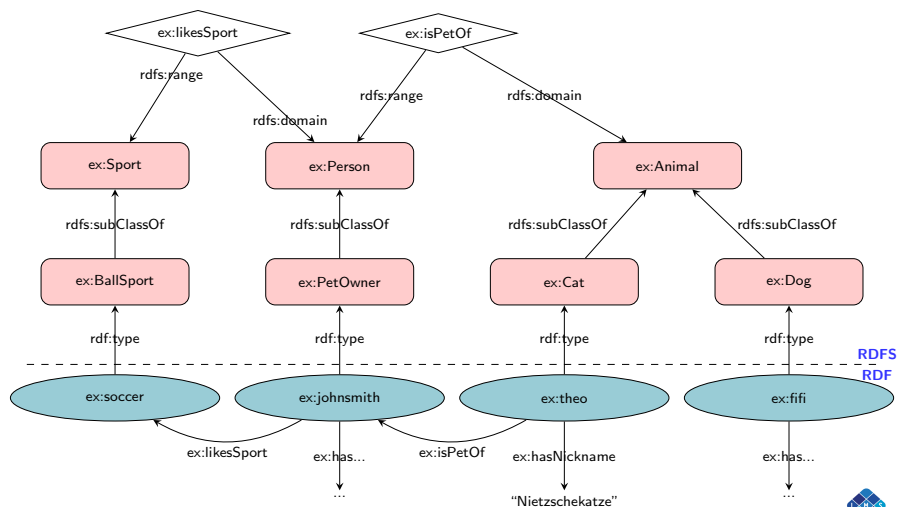 ex:likesSport
ex:isPetOf
rdfs:range
rdfs:domain
rdfs:range
rdfs:domain
ex:Sport
ex:Person
ex:Animal
rdfs:subClassOf
rdfs:subClassOf
rdfs:subClassOf
rdfs:subClassOf
ex:BallSport
ex:PetOwner
ex:Cat
ex:Dog
rdf:type
rdf:type
rdf:type
rdf:type
RDFS
RDF
ex:soccer
ex:johnsmith
ex:theo
ex:fifi
ex:likesSport
ex:has...
ex:isPetOf
ex:hasNickname
ex:has...
...
“Nietzschekatze”
...
I H S